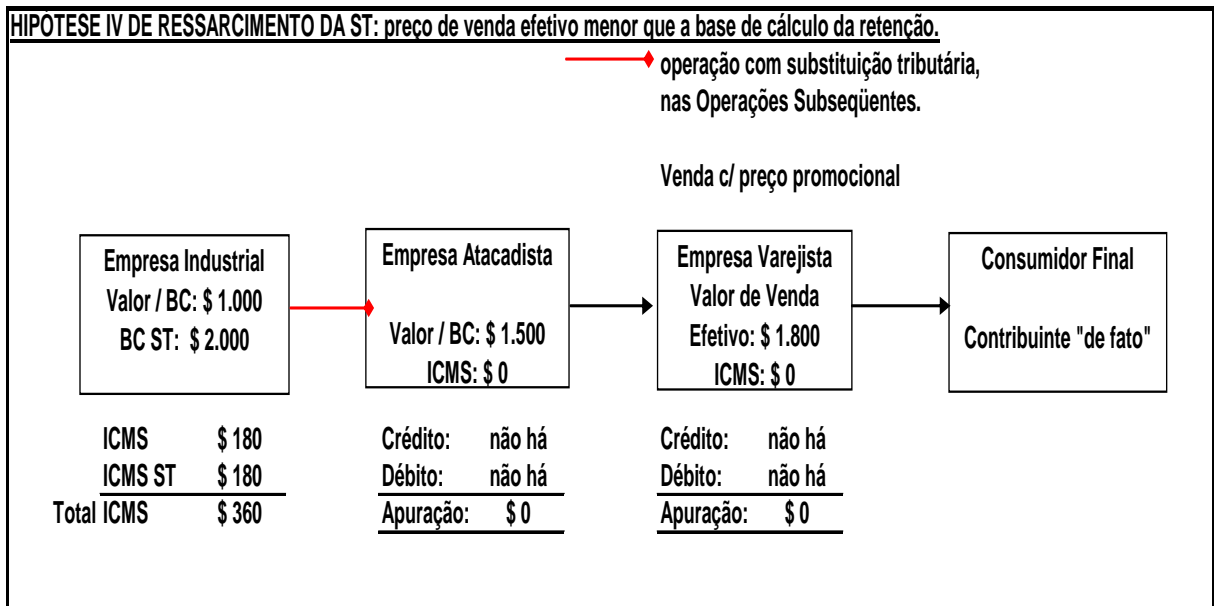 HIPÓTESE IV DE RESSARCIMENTO DA ST: preço de venda efetivo menor que a base de cálculo da retenção.
operação com substituição tributária,
nas Operações Subseqüentes.
Venda c/ preço promocional
Empresa Industrial
Valor / BC: $ 1.000
BC ST: $ 2.000
Empresa Atacadista
Valor / BC: $ 1.500
ICMS: $ 0
Empresa Varejista
Valor de Venda
Efetivo: $ 1.800
ICMS: $ 0
Consumidor Final
Contribuinte "de fato"
ICMS $ 180
ICMS ST $ 180
Total ICMS $ 360
Crédito: não há
Débito: não há
Apuração: $ 0
Crédito: não há
Débito: não há
Apuração: $ 0